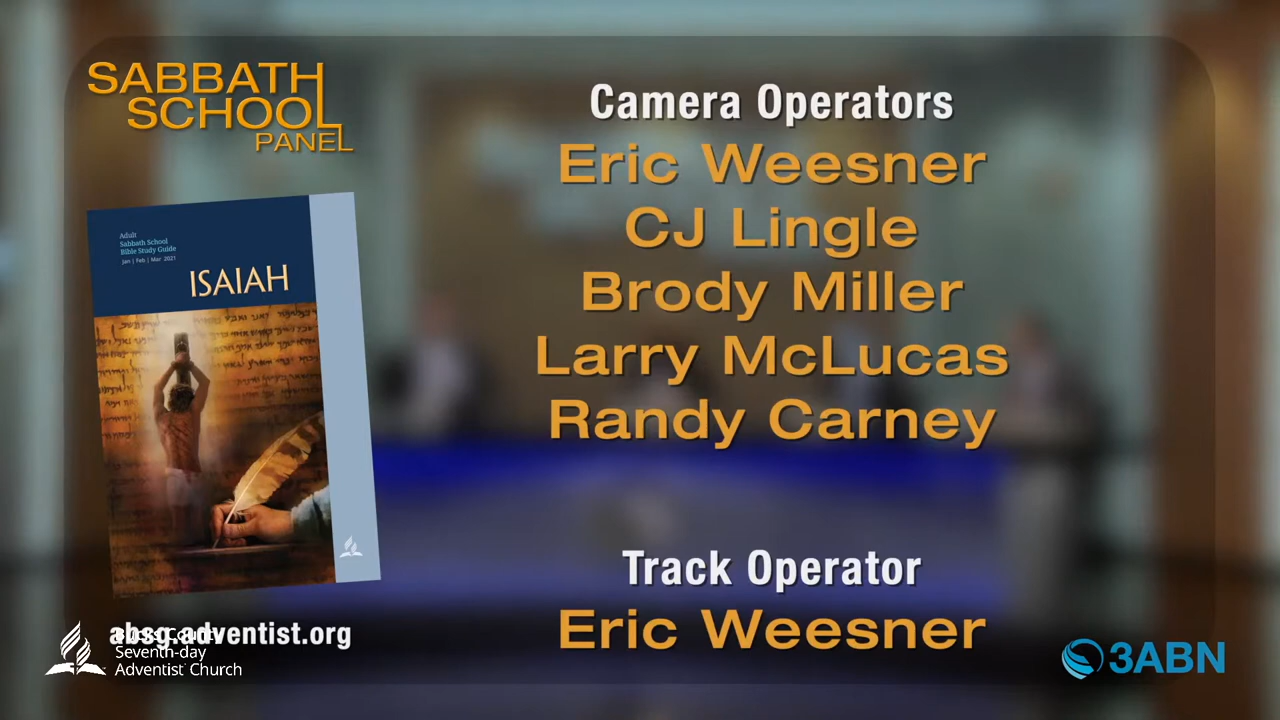 SABBATH
SCHOOL
PANEL
Adult
Sabbath School
Bible Study Guide
Jan | Feb | Mar 2021
ISAIAH
absg.adventist.org
Seventh-day
Adventist Church
Camera Operators
Eric Weesner
CJ Lingle
Brody Miller
Larry McLucas
Randy Carney
Track Operator
Eric Weesner
3ABN